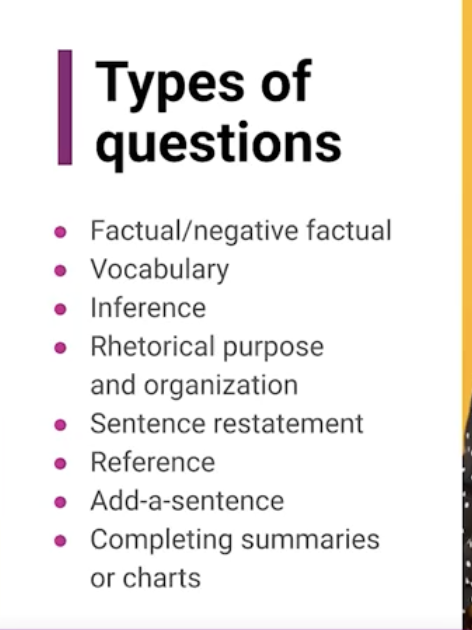 Types of
questions
Factual/negative factual
Vocabulary
Inference
Rhetorical purpose
and organization
Sentence restatement
Reference
Add-a-sentence
Completing summaries
or charts